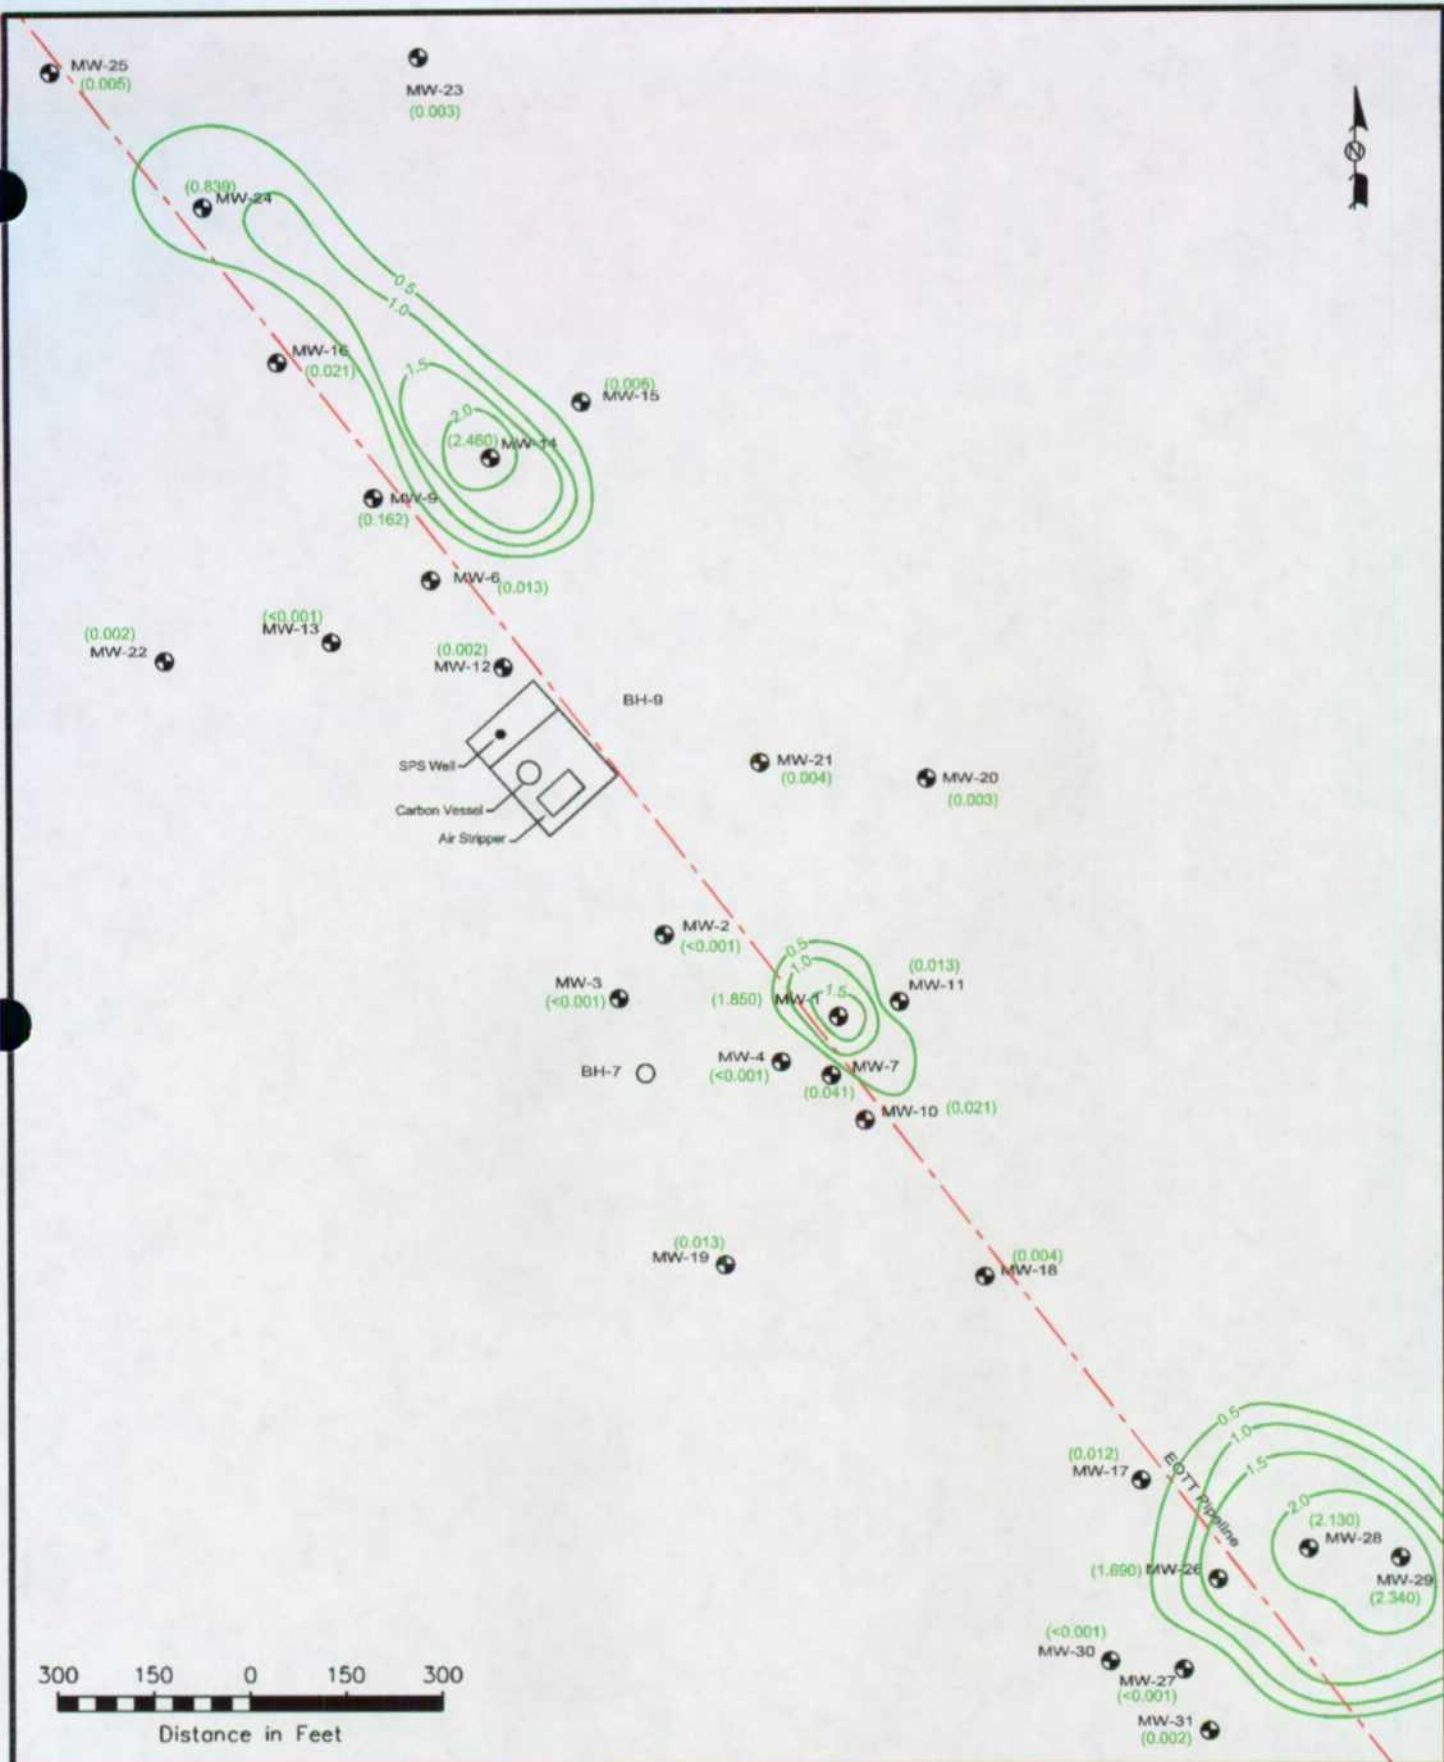 MW-25
(0.005)
MW-23
(0.003)
N
(0.839)
MW-24
0.5
1.0
MW-16
(0.021)
1.5
(0.006)
MW-15
2.0
(2.460)
MW-14
MW-9
(0.162)
MW-6
(0.013)
(<0.001)
MW-13
(0.002)
MW-22
(0.002)
MW-12
BH-9
SPS Well
Carbon Vessel
Air Stripper
MW-21
(0.004)
MW-20
(0.003)
MW-2
(<0.001)
0.5
1.0
1.5
(0.013)
MW-11
MW-3
(<0.001)
(1.850) MW-1
MW-4
(<0.001)
MW-7
(0.041)
BH-7
MW-10 (0.021)
(0.013)
MW-19
(0.004)
MW-18
0.5
1.0
1.5
(0.012)
MW-17
EOTT Pipeline
2.0
(2.130)
MW-28
(1.690) MW-26
MW-29
(2.340)
(<0.001)
MW-30
MW-27
(<0.001)
MW-31
(0.002)
300 150 0 150 300
Distance in Feet